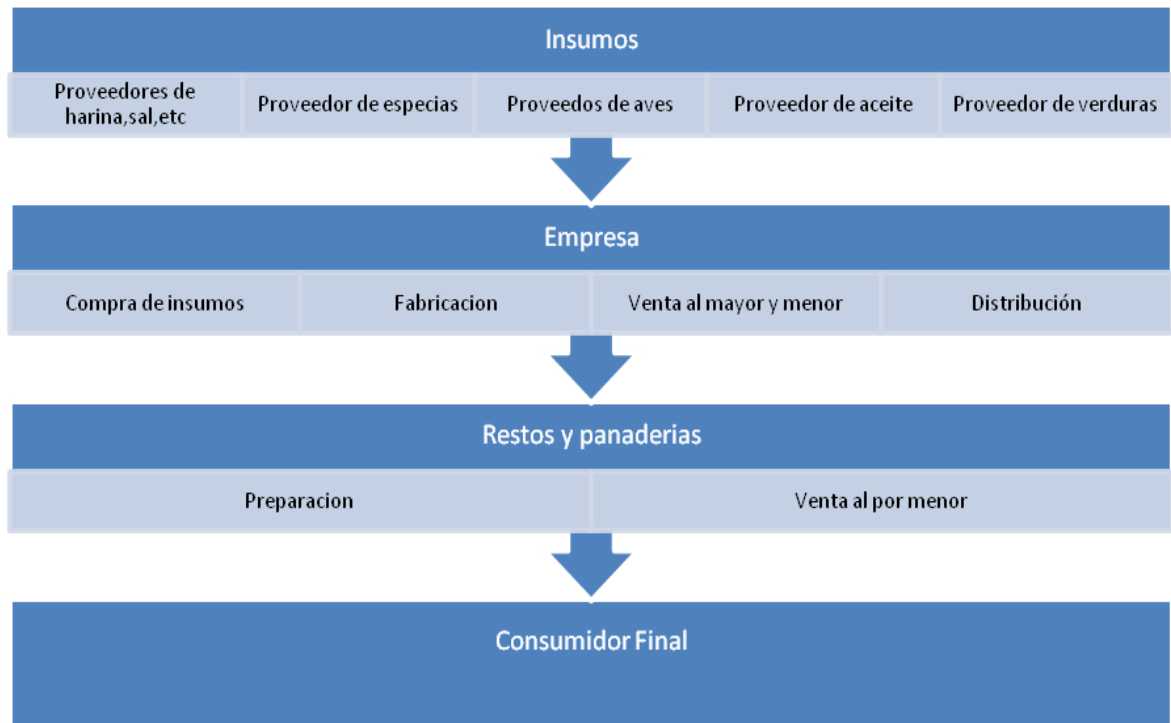 Insumos
Proveedores de
harina,sal,etc
Proveedor de especias
Proveedos de aves
Proveedor de aceite
Proveedor de verduras
Empresa
Compra de insumos
Fabricacion
Venta al mayor y menor
Distribución
Restos y panaderias
Preparacion
Venta al por menor
Consumidor Final